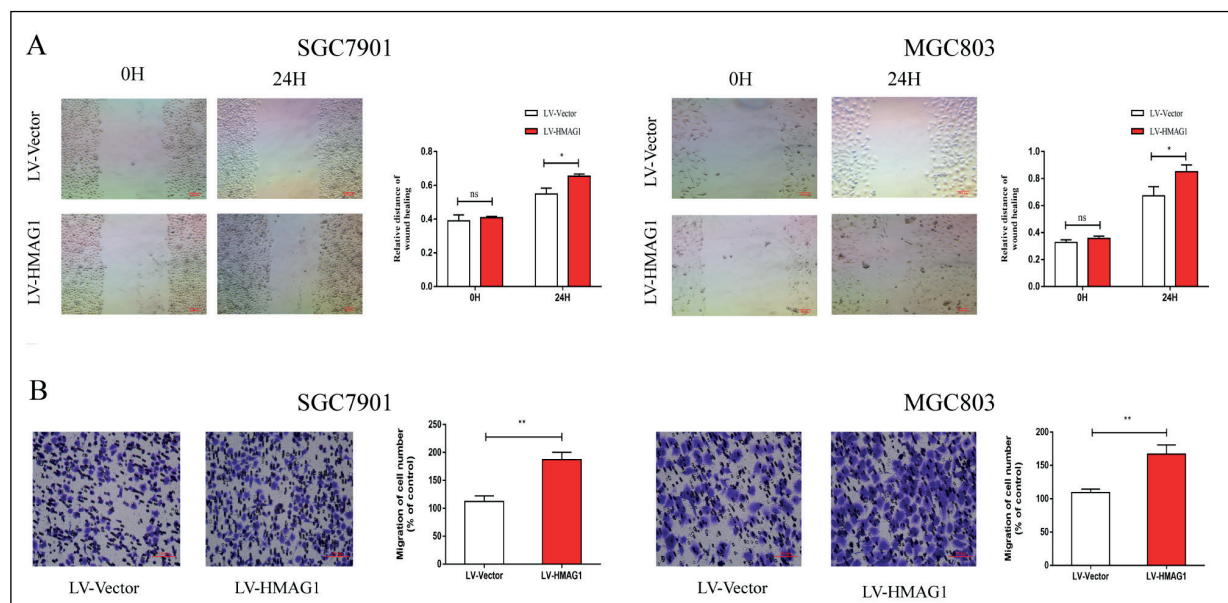 A
SGC7901
MGC803
0H
24H
0H
24H
LV-Vector
LV-HMAG1
LV-Vector
LV-HMAG1
Relative distance of
wound healing
0.8
0.6
0.4
0.2
0.0
ns
*
0H
24H
LV-Vector
LV-HMAG1
LV-Vector
LV-HMAG1
Relative distance of
wound healing
1.0
0.8
0.6
0.4
0.2
0.0
ns
*
0H
24H
B
SGC7901
MGC803
LV-Vector
LV-HMAG1
Migration of cell number
(% of control)
250
200
150
100
50
0
**
LV-Vector
LV-HMAG1
LV-Vector
LV-HMAG1
Migration of cell number
(% of control)
200
150
100
50
0
**
LV-Vector
LV-HMAG1